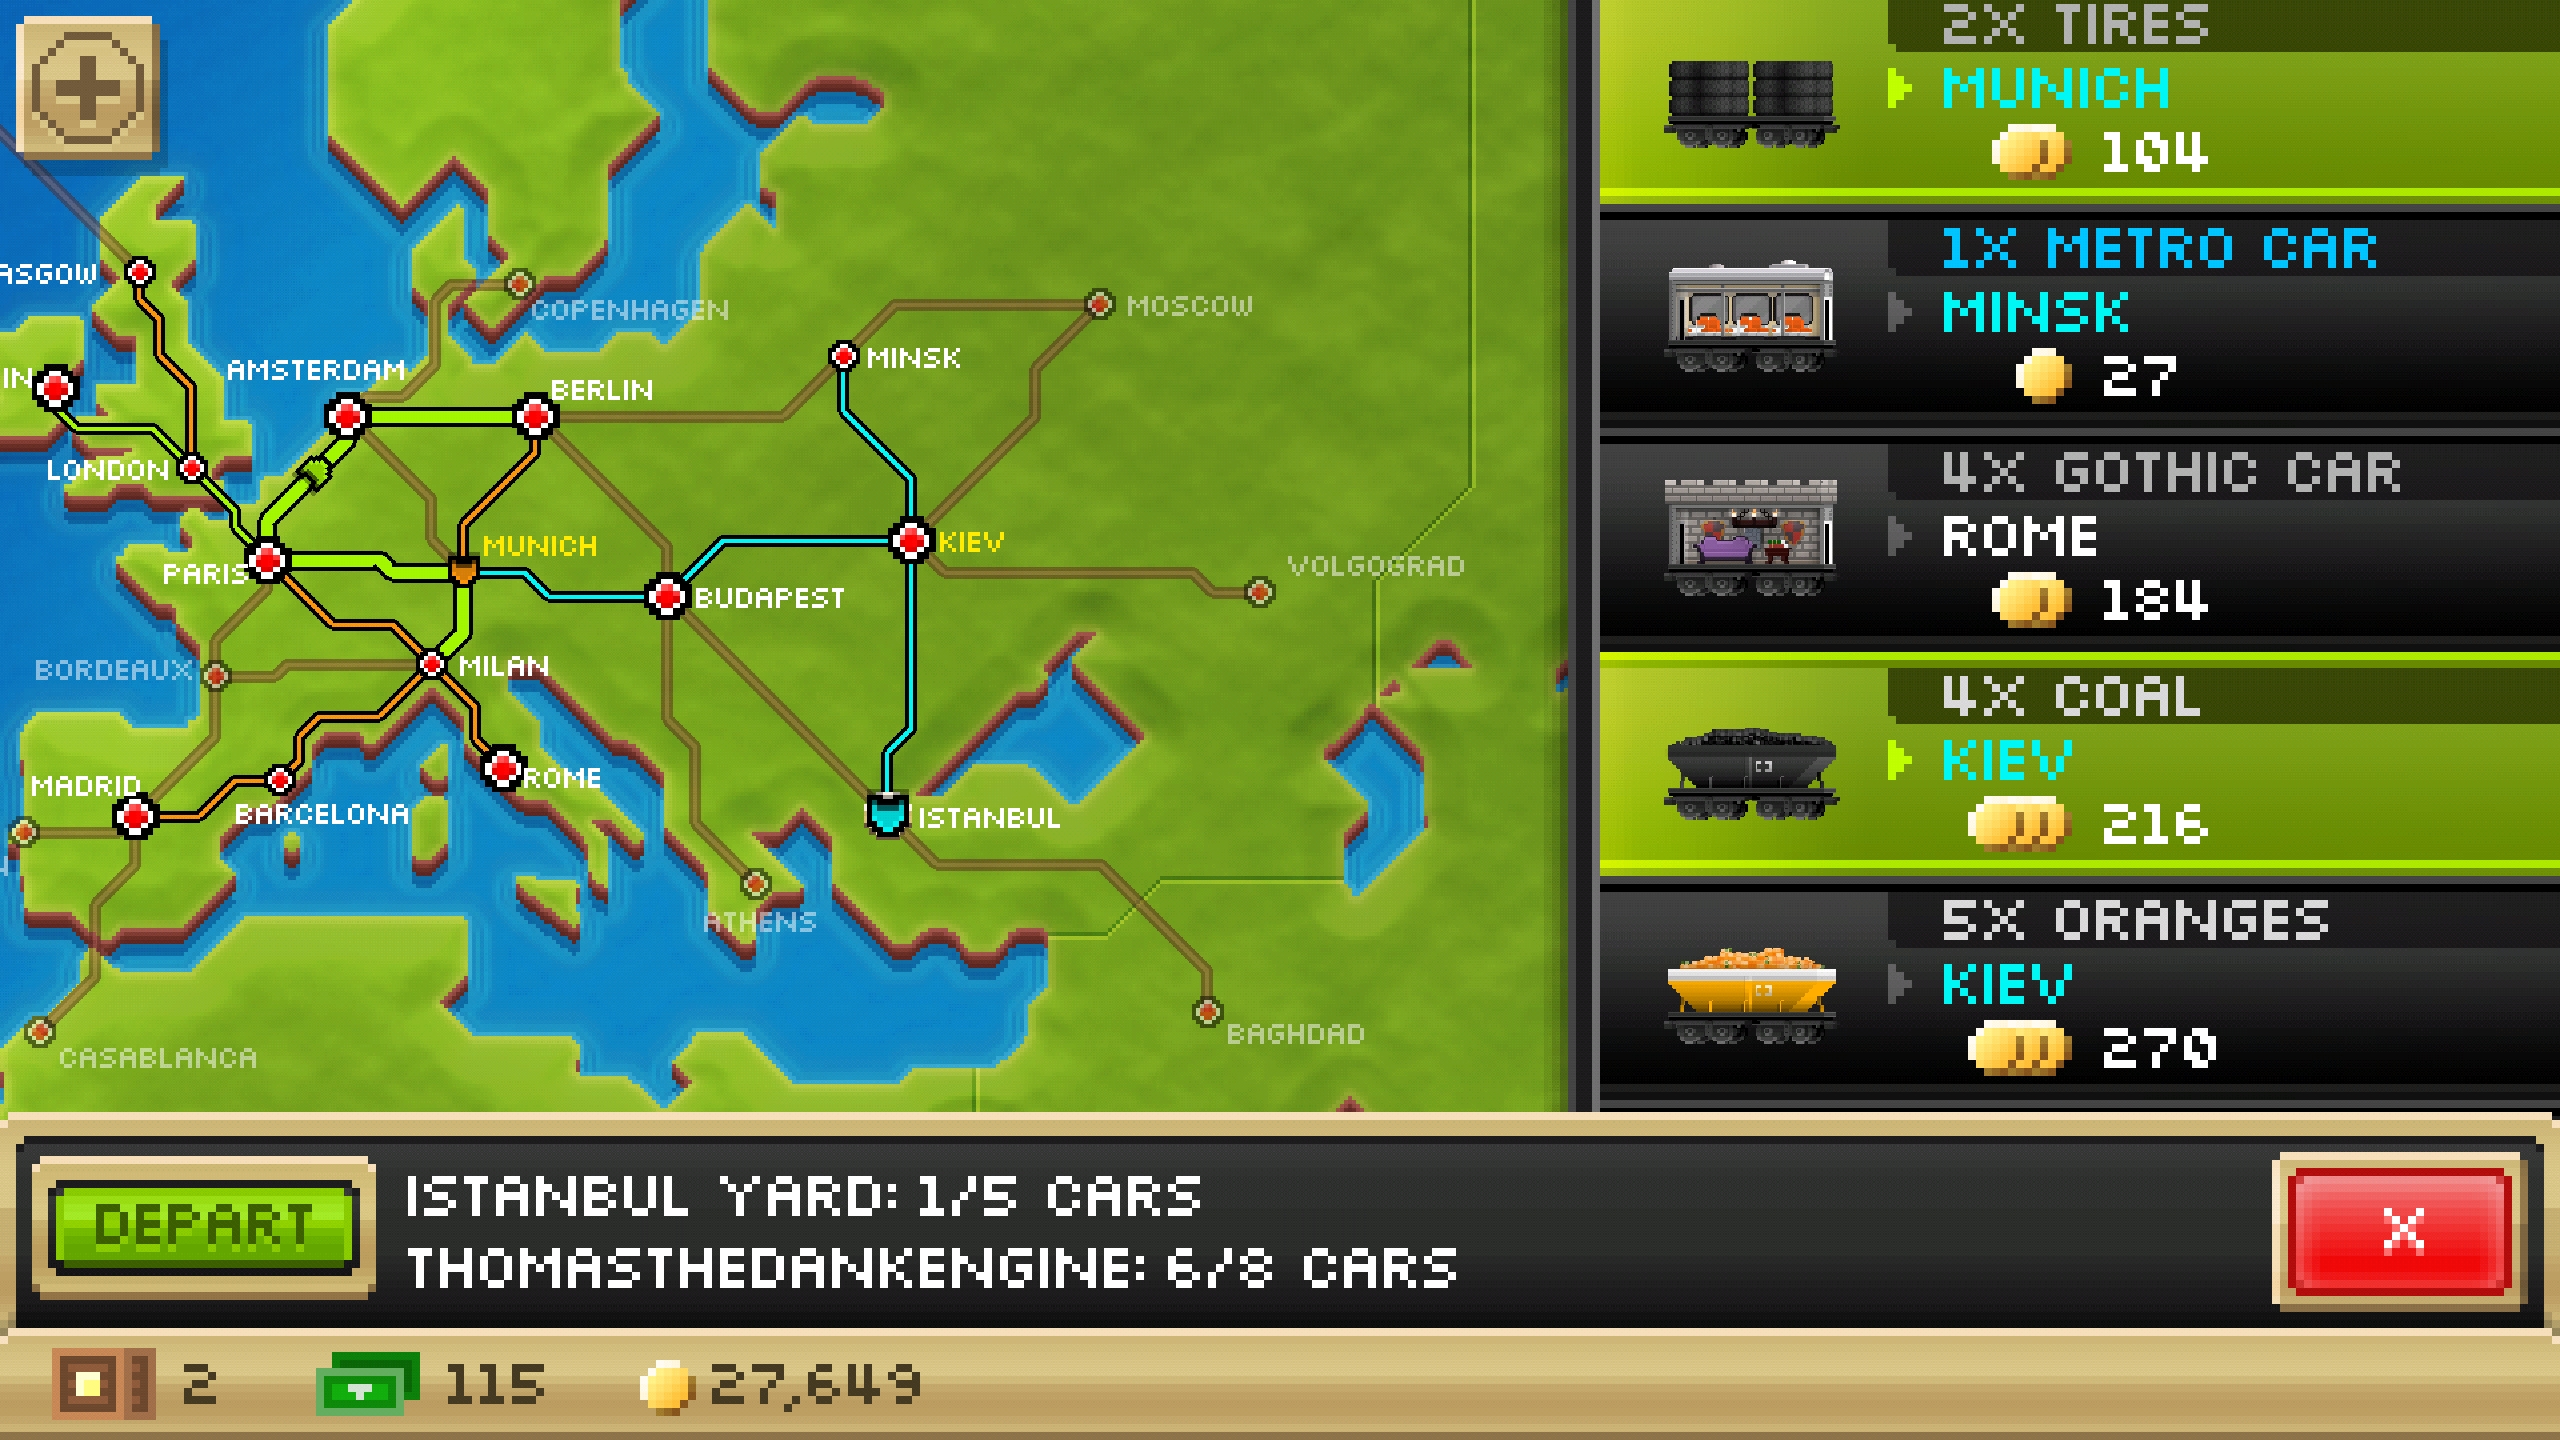 ASGOW
COPENHAGEN
MOSCOW
MINSK
AMSTERDAM
IN
BERLIN
LONDON
MUNICH
KIEV
PARIS
VOLGOGRAD
BUDAPEST
BORDEAUX
MILAN
MADRID
ROME
BARCELONA
ISTANBUL
ATHENS
BAGHDAD
CASABLANCA
2X TIRES
MUNICH
104
1X METRO CAR
MINSK
27
4X GOTHIC CAR
ROME
184
4X COAL
KIEV
216
5X ORANGES
KIEV
270
DEPART
ISTANBUL YARD: 1/5 CARS
THOMASTHEDANKENGINE: 6/8 CARS
X
2
115
27,649